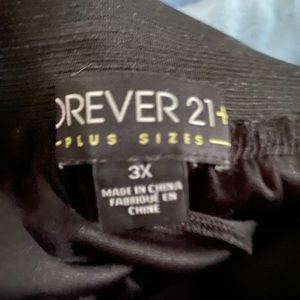 OREVER 21+
PLUS SIZES
3X
MADE IN CHINA
FABRIQUÉ EN
CHINE